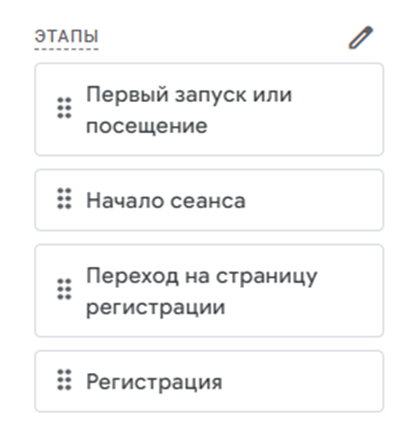 ЭТАПЫ
Первый запуск или
посещение
Начало сеанса
Переход на страницу
регистрации
Регистрация